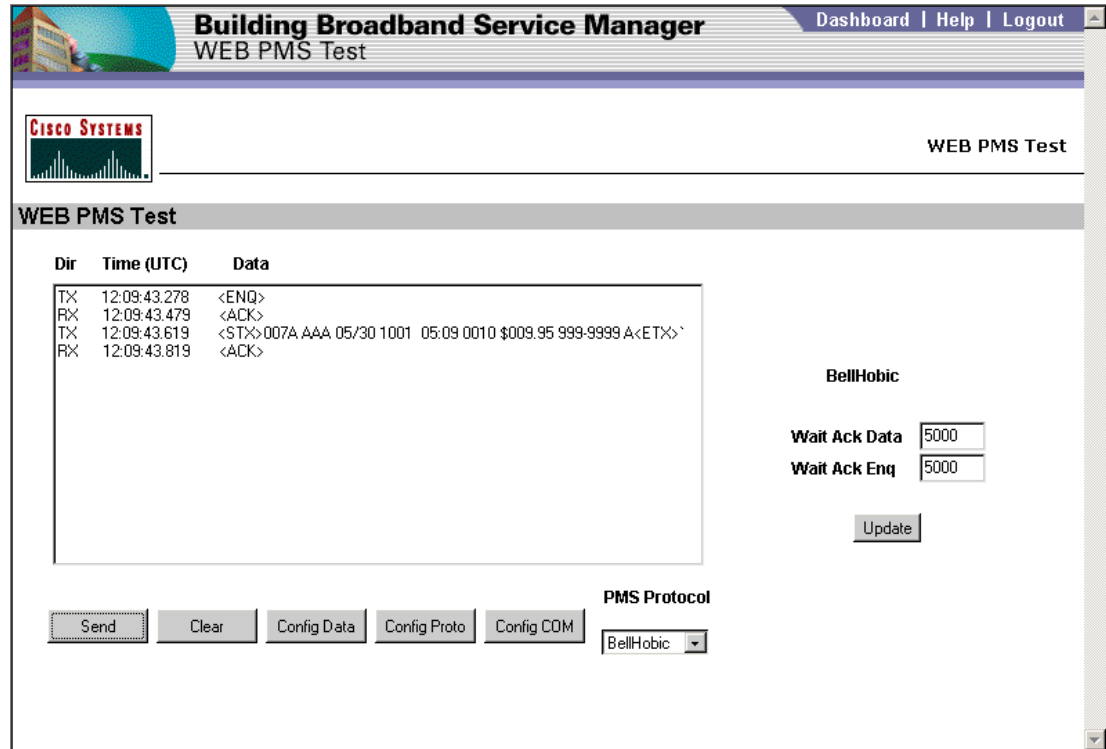 Building Broadband Service Manager
WEB PMS Test
Dashboard | Help | Logout
CISCO SYSTEMS
WEB PMS Test
WEB PMS Test
Dir Time (UTC) Data
TX 12:09:43.278 <ENQ>
RX 12:09:43.479 <ACK>
TX 12:09:43.619 <STX>007A AAA 05/30 1001  05:09 0010 $009.95 999-9999 A<ETX>`
RX 12:09:43.819 <ACK>
BellHobic
Wait Ack Data 5000
Wait Ack Enq 5000
Update
PMS Protocol
Send Clear Config Data Config Proto Config COM BellHobic